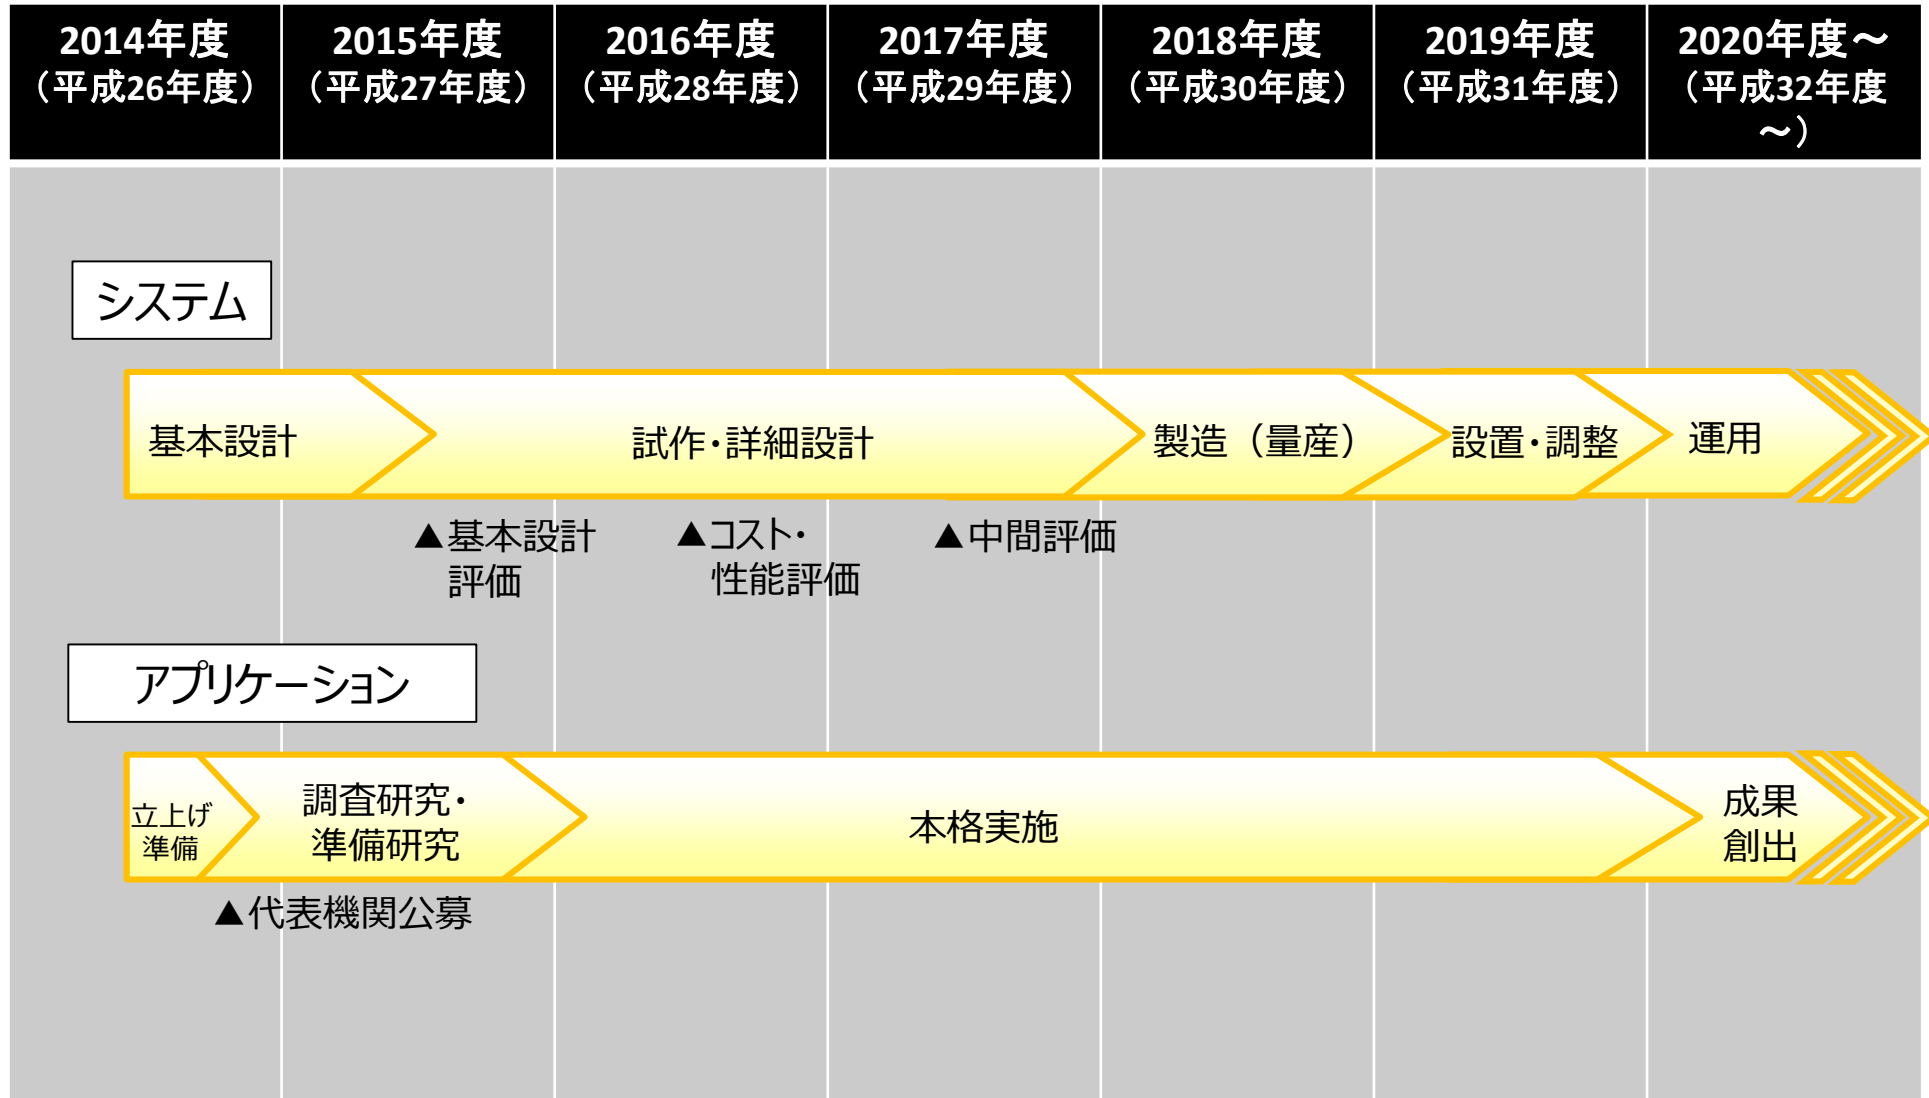 2014年度
（平成26年度）
2015年度
（平成27年度）
2016年度
（平成28年度）
2017年度
（平成29年度）
2018年度
（平成30年度）
2019年度
（平成31年度）
2020年度～
（平成32年度
～）
システム
基本設計
試作・詳細設計
製造（量産）
設置・調整
運用
▲基本設計
評価
▲コスト・
性能評価
▲中間評価
アプリケーション
立上げ
準備
調査研究・
準備研究
本格実施
成果
創出
▲代表機関公募